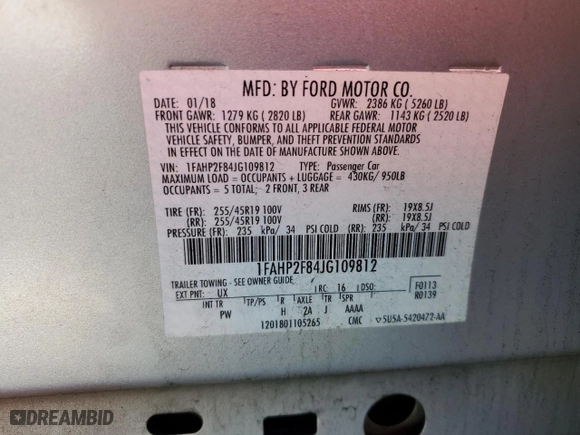 MFD. BY FORD MOTOR CO.
DATE: 01/18 GVWR: 2386 KG ( 5260 LB)
FRONT GAWR: 1279 KG ( 2820 LB) REAR GAWR: 1143 KG ( 2520 LB)
THIS VEHICLE CONFORMS TO ALL APPLICABLE FEDERAL MOTOR
VEHICLE SAFETY, BUMPER, AND THEFT PREVENTION STANDARDS
IN EFFECT ON THE DATE OF MANUFACTURE SHOWN ABOVE.
VIN: 1FAHP2F84JG109812 TYPE: Passenger Car
MAXIMUM LOAD = OCCUPANTS + LUGGAGE = 430KG/ 950LB
OCCUPANTS = 5 TOTAL; 2 FRONT, 3 REAR
TIRE (FR): 255/45R19 100V RIMS (FR): 19X8.5J
(RR): 255/45R19 100V (RR): 19X8.5J
PRESSURE (FR): 235 kPa/ 34 PSI COLD (RR): 235 kPa/ 34 PSI COLD
1FAHP2F84JG109812
TRAILER TOWING - SEE OWNER GUIDE.
EXT PNT: UX RC: 16 DSO: F0113
INT TR TP/PS R AXLE TR SPR R0139
PW H 2A J AAAA
1201801105265 CMC ▽5U5A-5420472-AA
DREAMBID